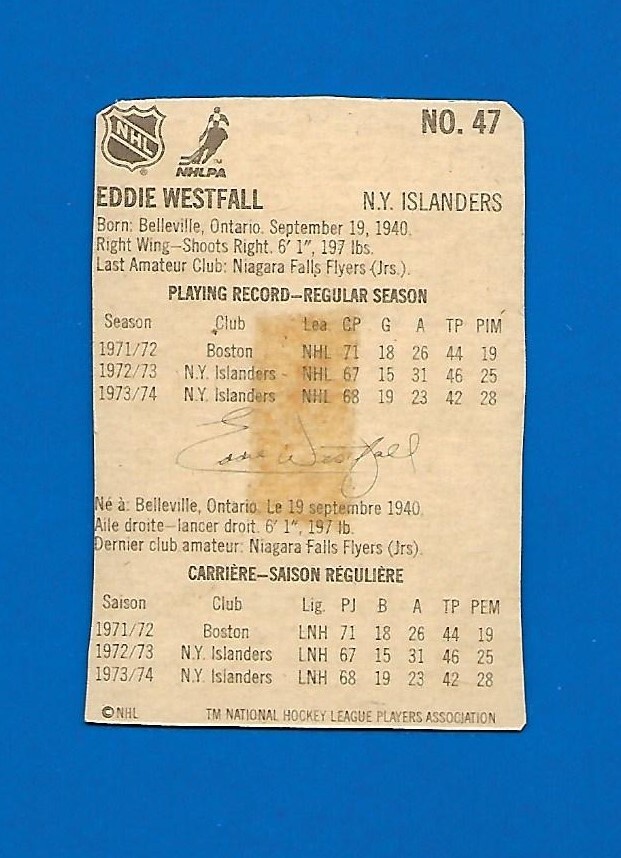 NHL
NHLPA
NO. 47
EDDIE WESTFALL N.Y. ISLANDERS
Born: Belleville, Ontario. September 19, 1940.
Right Wing—Shoots Right. 6' 1", 197 lbs.
Last Amateur Club: Niagara Falls Flyers (Jrs.).
PLAYING RECORD—REGULAR SEASON
Season Club Lea GP G A TP PIM
1971/72 Boston NHL 71 18 26 44 19
1972/73 N.Y. Islanders NHL 67 15 31 46 25
1973/74 N.Y. Islanders NHL 68 19 23 42 28
Eddie Westfall
Né à: Belleville, Ontario. Le 19 septembre 1940.
Aile droite—lancer droit. 6' 1", 197 lb.
Dernier club amateur: Niagara Falls Flyers (Jrs).
CARRIÈRE—SAISON RÉGULIÈRE
Saison Club Lig. PJ B A TP PEM
1971/72 Boston LNH 71 18 26 44 19
1972/73 N.Y. Islanders LNH 67 15 31 46 25
1973/74 N.Y. Islanders LNH 68 19 23 42 28
© NHL TM NATIONAL HOCKEY LEAGUE PLAYERS ASSOCIATION